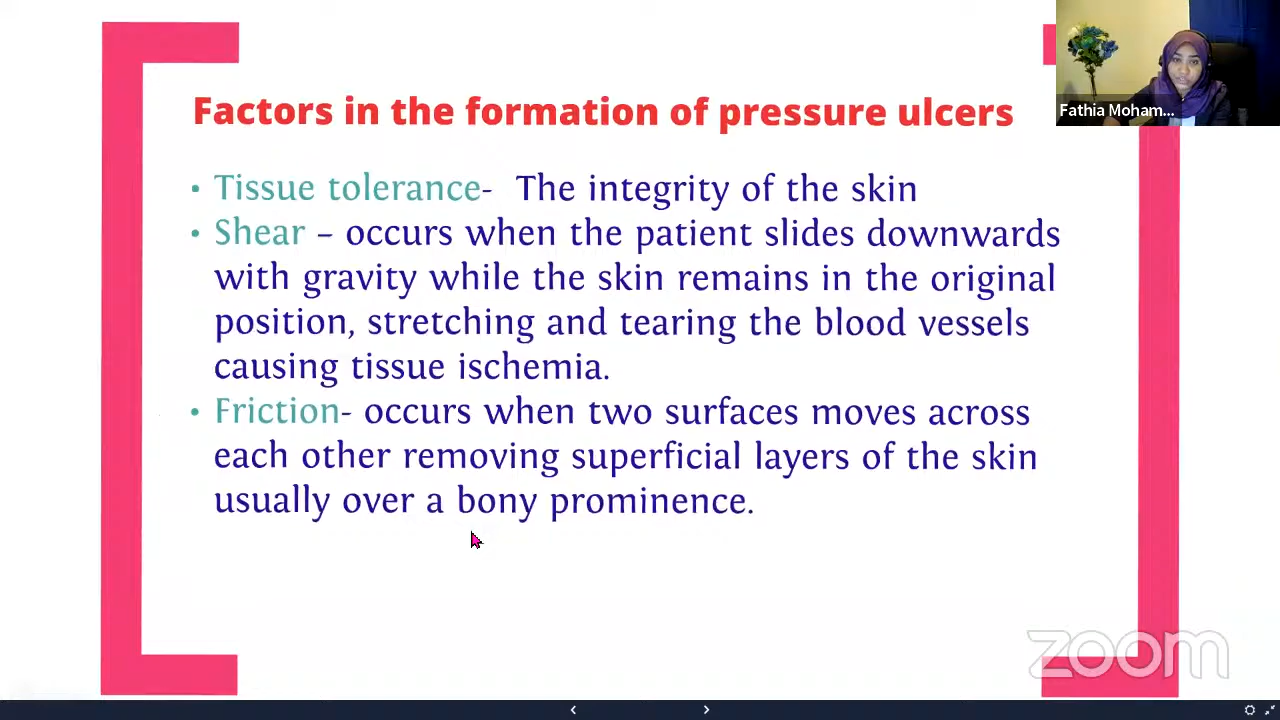 Factors in the formation of pressure ulcers
Fathia Moham...
• Tissue tolerance-  The integrity of the skin
• Shear – occurs when the patient slides downwards
with gravity while the skin remains in the original
position, stretching and tearing the blood vessels
causing tissue ischemia.
• Friction- occurs when two surfaces moves across
each other removing superficial layers of the skin
usually over a bony prominence.
zoom